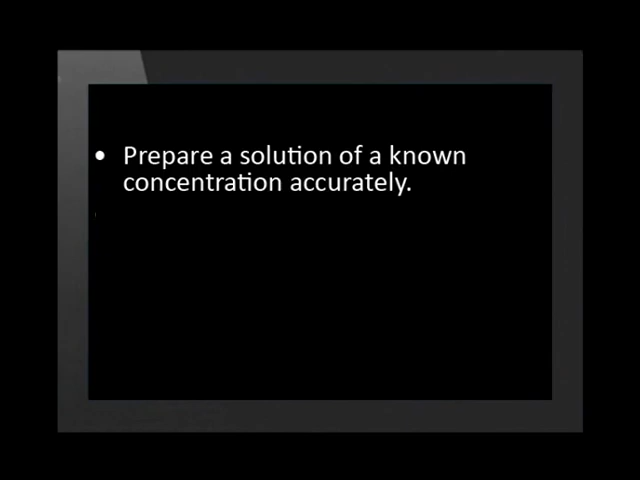 • Prepare a solution of a known
concentration accurately.